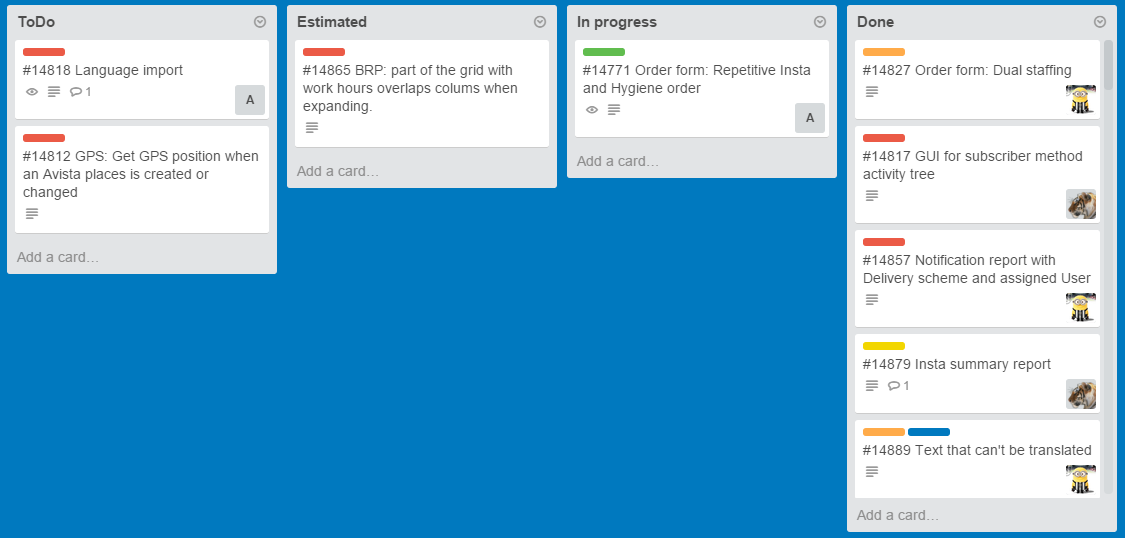 ToDo
#14818 Language import
1
A
#14812 GPS: Get GPS position when
an Avista places is created or
changed
Add a card…
Estimated
#14865 BRP: part of the grid with
work hours overlaps colums when
expanding.
Add a card…
In progress
#14771 Order form: Repetitive Insta
and Hygiene order
A
Add a card…
Done
#14827 Order form: Dual staffing
#14817 GUI for subscriber method
activity tree
#14857 Notification report with
Delivery scheme and assigned User
#14879 Insta summary report
1
#14889 Text that can't be translated
Add a card…